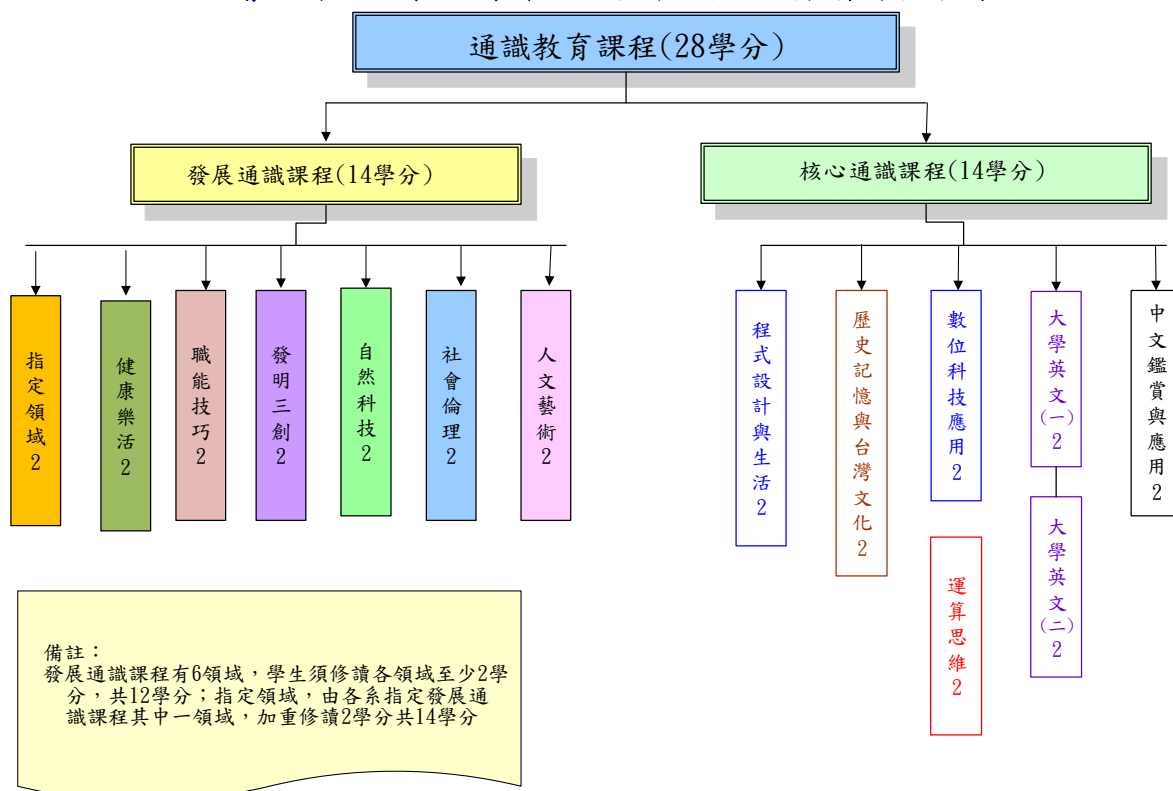 通識教育課程(28學分)
發展通識課程(14學分)
核心通識課程(14學分)
指定領域2
健康樂活2
職能技巧2
發明三創2
自然科技2
社會倫理2
人文藝術2
程式設計與生活2
歷史記憶與台灣文化2
數位科技應用2
大學英文(一)2
中文鑑賞與應用2
運算思維2
大學英文(二)2
備註：
發展通識課程有6領域，學生須修讀各領域至少2學
分，共12學分；指定領域，由各系指定發展通
識課程其中一領域，加重修讀2學分共14學分